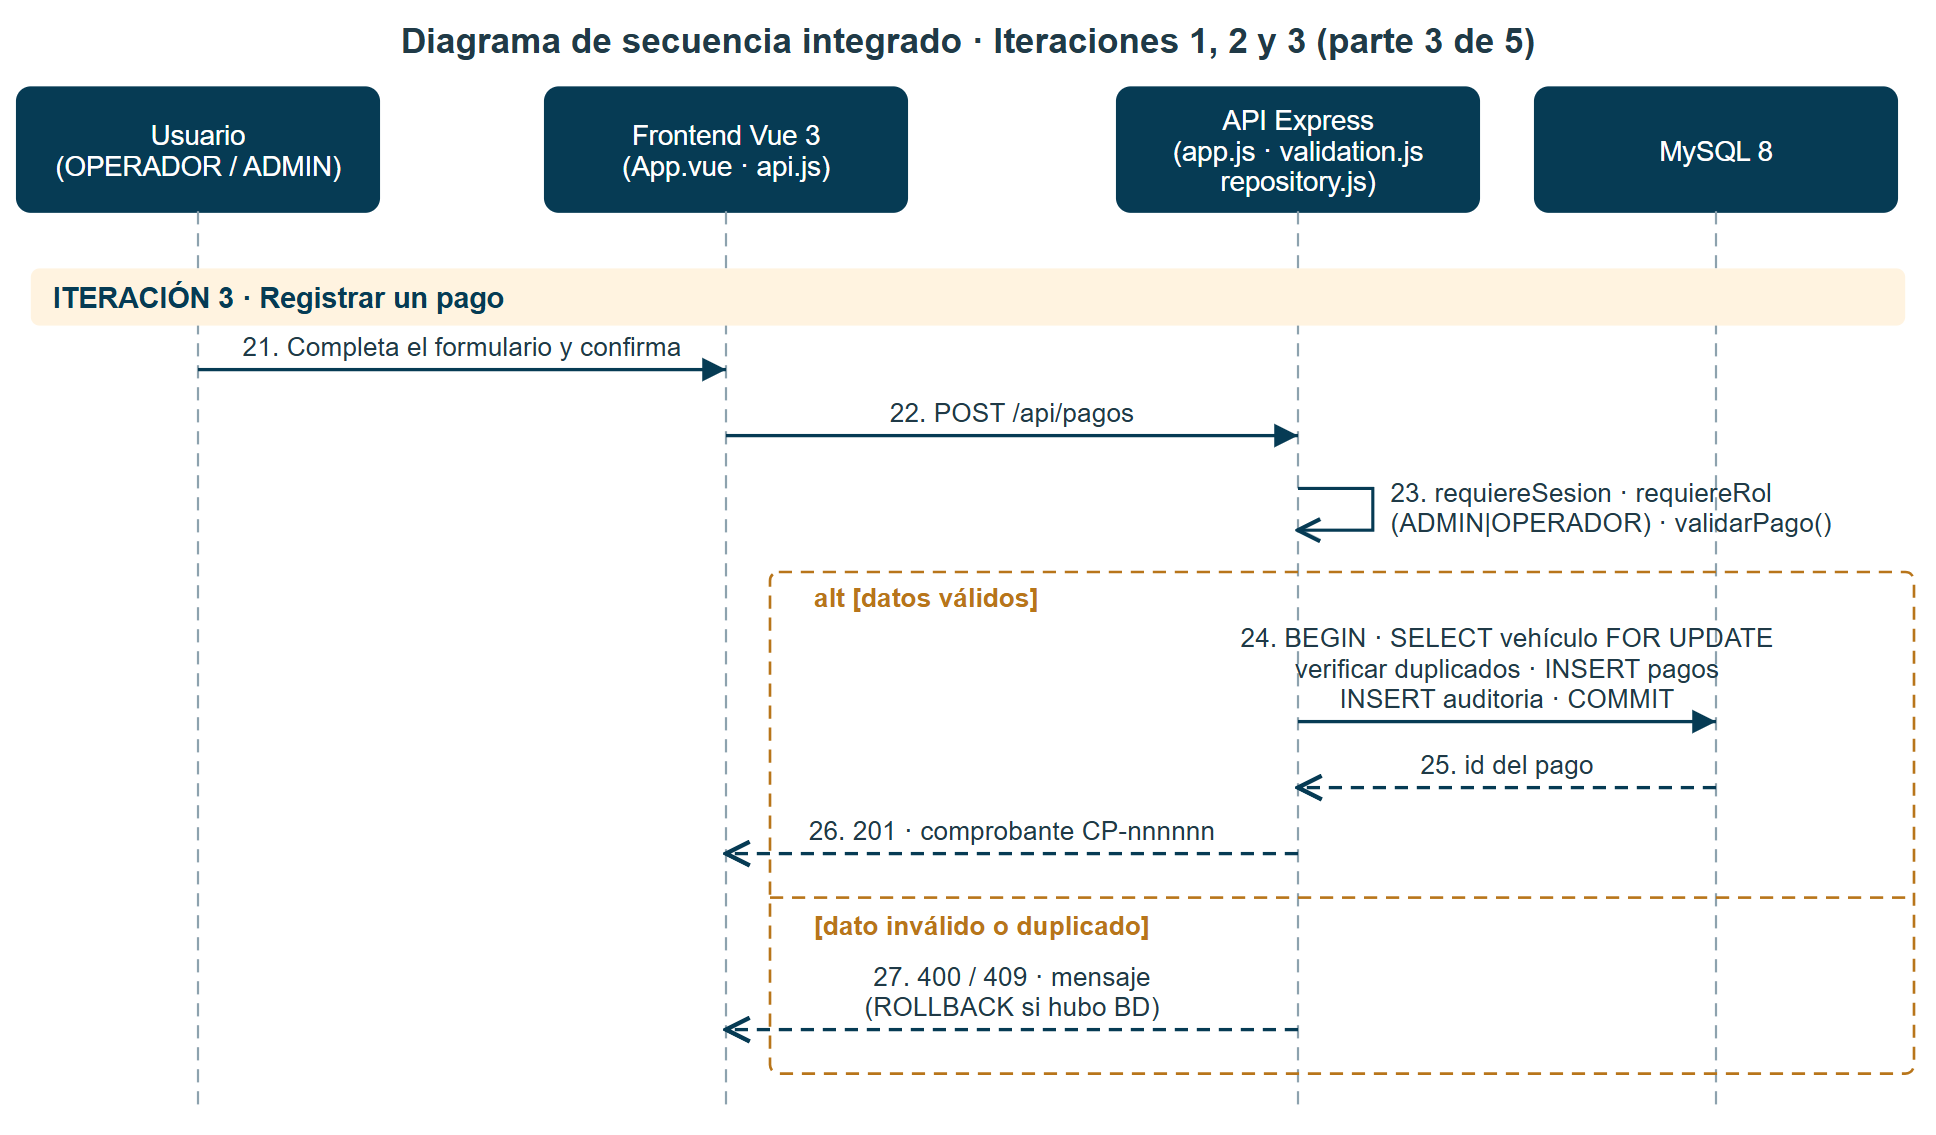 Diagrama de secuencia integrado · Iteraciones 1, 2 y 3 (parte 3 de 5)
Usuario
(OPERADOR / ADMIN)
Frontend Vue 3
(App.vue · api.js)
API Express
(app.js · validation.js
repository.js)
MySQL 8
ITERACIÓN 3 · Registrar un pago
21. Completa el formulario y confirma
22. POST /api/pagos
23. requiereSesion · requiereRol
(ADMIN|OPERADOR) · validarPago()
alt [datos válidos]
24. BEGIN · SELECT vehículo FOR UPDATE
verificar duplicados · INSERT pagos
INSERT auditoria · COMMIT
25. id del pago
26. 201 · comprobante CP-nnnnnn
[dato inválido o duplicado]
27. 400 / 409 · mensaje
(ROLLBACK si hubo BD)